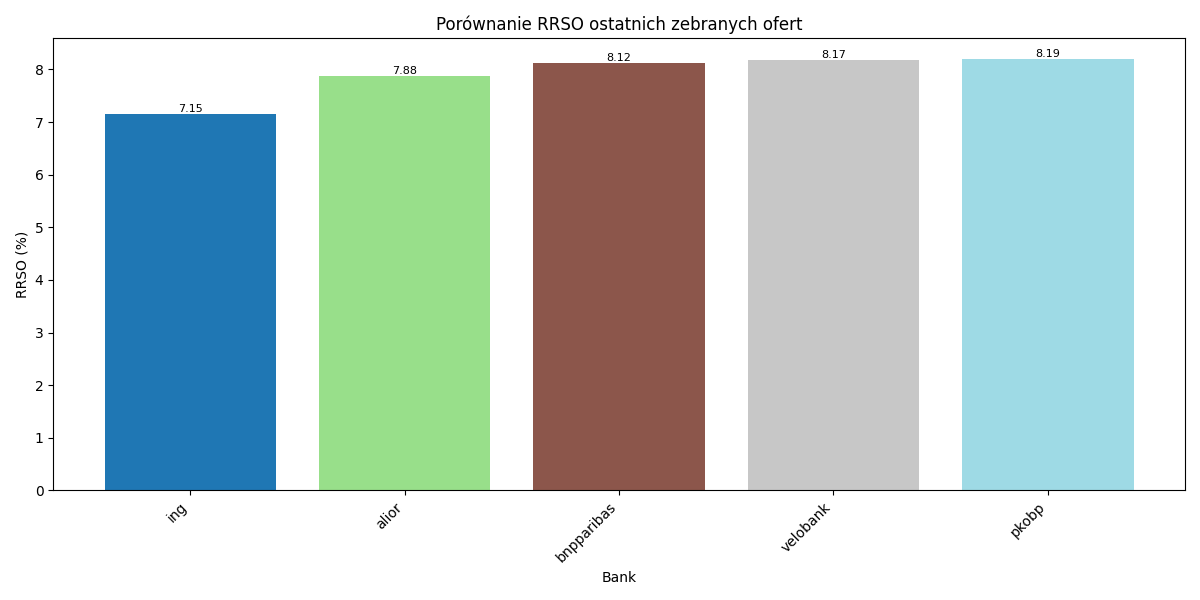 Porównanie RRSO ostatnich zebranych ofert
RRSO (%)
8
7
6
5
4
3
2
1
0
7.15
7.88
8.12
8.17
8.19
ing
alior
bnpparibas
velobank
pkobp
Bank